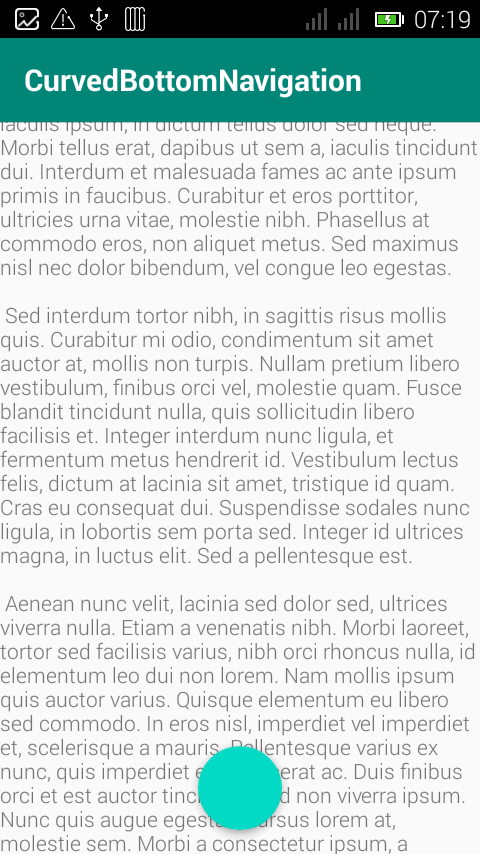 07:19
CurvedBottomNavigation
iaculis ipsum, in dictum tellus dolor sed neque.
Morbi tellus erat, dapibus ut sem a, iaculis tincidunt
dui. Interdum et malesuada fames ac ante ipsum
primis in faucibus. Curabitur et eros porttitor,
ultricies urna vitae, molestie nibh. Phasellus at
commodo eros, non aliquet metus. Sed maximus
nisl nec dolor bibendum, vel congue leo egestas.
Sed interdum tortor nibh, in sagittis risus mollis
quis. Curabitur mi odio, condimentum sit amet
auctor at, mollis non turpis. Nullam pretium libero
vestibulum, finibus orci vel, molestie quam. Fusce
blandit tincidunt nulla, quis sollicitudin libero
facilisis et. Integer interdum nunc ligula, et
fermentum metus hendrerit id. Vestibulum lectus
felis, dictum at lacinia sit amet, tristique id quam.
Cras eu consequat dui. Suspendisse sodales nunc
ligula, in lobortis sem porta sed. Integer id ultrices
magna, in luctus elit. Sed a pellentesque est.
Aenean nunc velit, lacinia sed dolor sed, ultrices
viverra nulla. Etiam a venenatis nibh. Morbi laoreet,
tortor sed facilisis varius, nibh orci rhoncus nulla, id
elementum leo dui non lorem. Nam mollis ipsum
quis auctor varius. Quisque elementum eu libero
sed commodo. In eros nisl, imperdiet vel imperdiet
et, scelerisque a mauris. Pellentesque varius ex
nunc, quis imperdiet erat ac. Duis finibus
orci et est auctor non viverra ipsum.
Nunc quis augue lorem at,
molestie sem. Morbi a consectetur ipsum, a